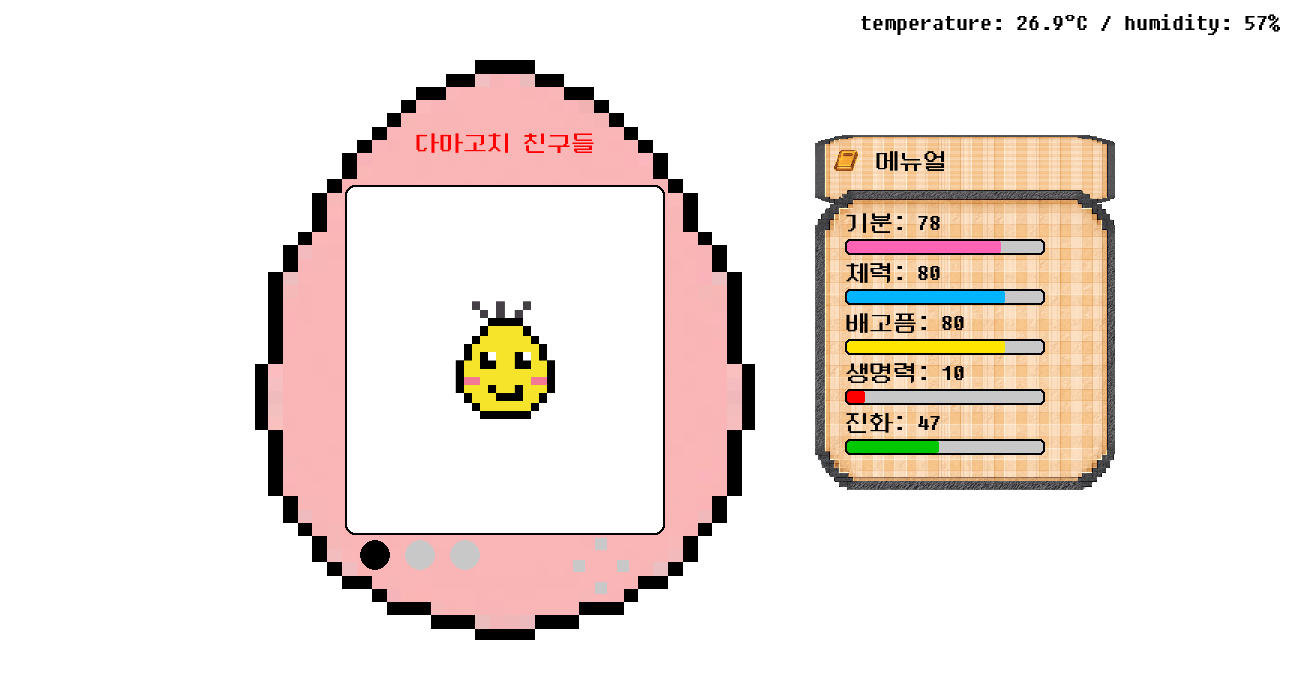 temperature: 26.9°C / humidity: 57%
다마고치 친구들
메뉴얼
기분: 78
체력: 80
배고픔: 80
생명력: 10
진화: 47